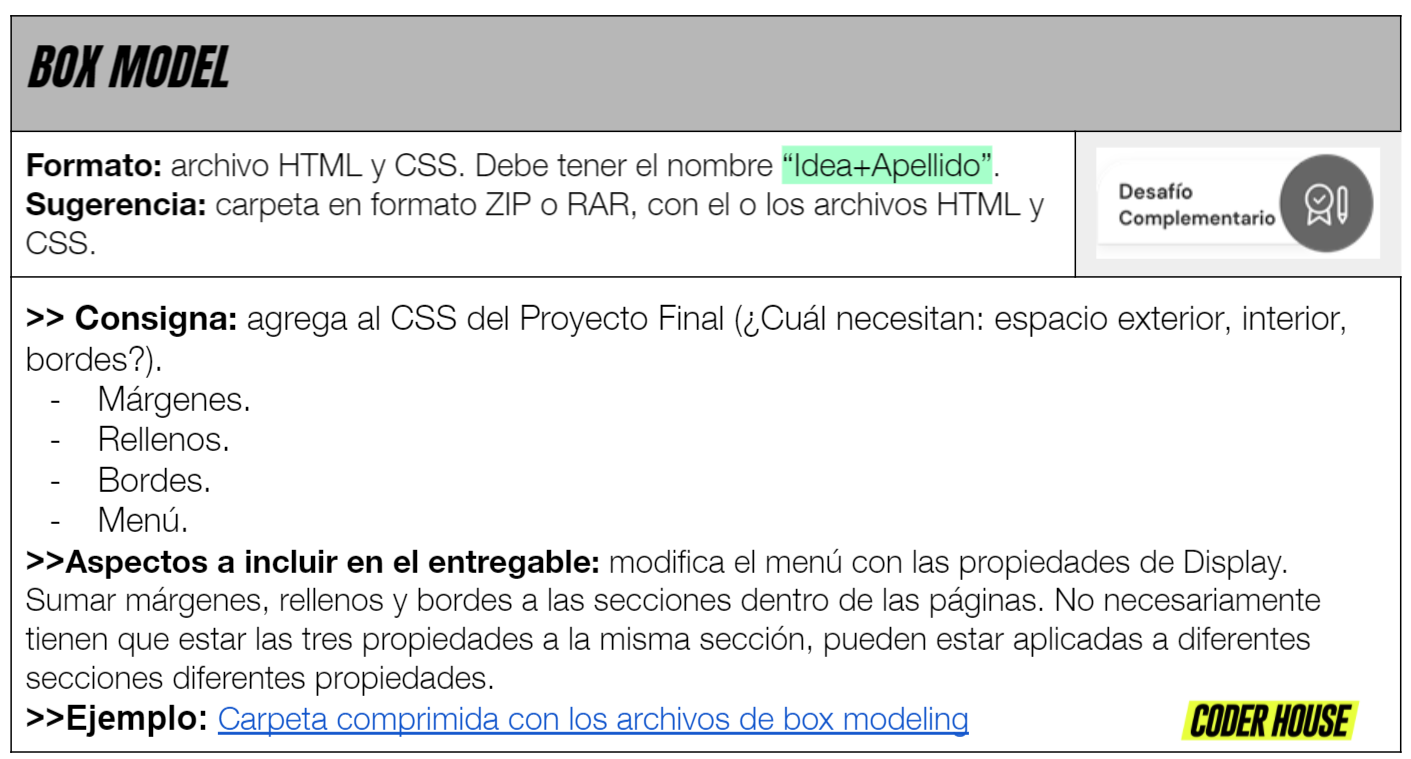 BOX MODEL
Formato: archivo HTML y CSS. Debe tener el nombre “Idea+Apellido”.
Sugerencia: carpeta en formato ZIP o RAR, con el o los archivos HTML y
CSS.
Desafío
Complementario
>> Consigna: agrega al CSS del Proyecto Final (¿Cuál necesitan: espacio exterior, interior,
bordes?).
- Márgenes.
- Rellenos.
- Bordes.
- Menú.
>>Aspectos a incluir en el entregable: modifica el menú con las propiedades de Display.
Sumar márgenes, rellenos y bordes a las secciones dentro de las páginas. No necesariamente
tienen que estar las tres propiedades a la misma sección, pueden estar aplicadas a diferentes
secciones diferentes propiedades.
>>Ejemplo: Carpeta comprimida con los archivos de box modeling
CODER HOUSE